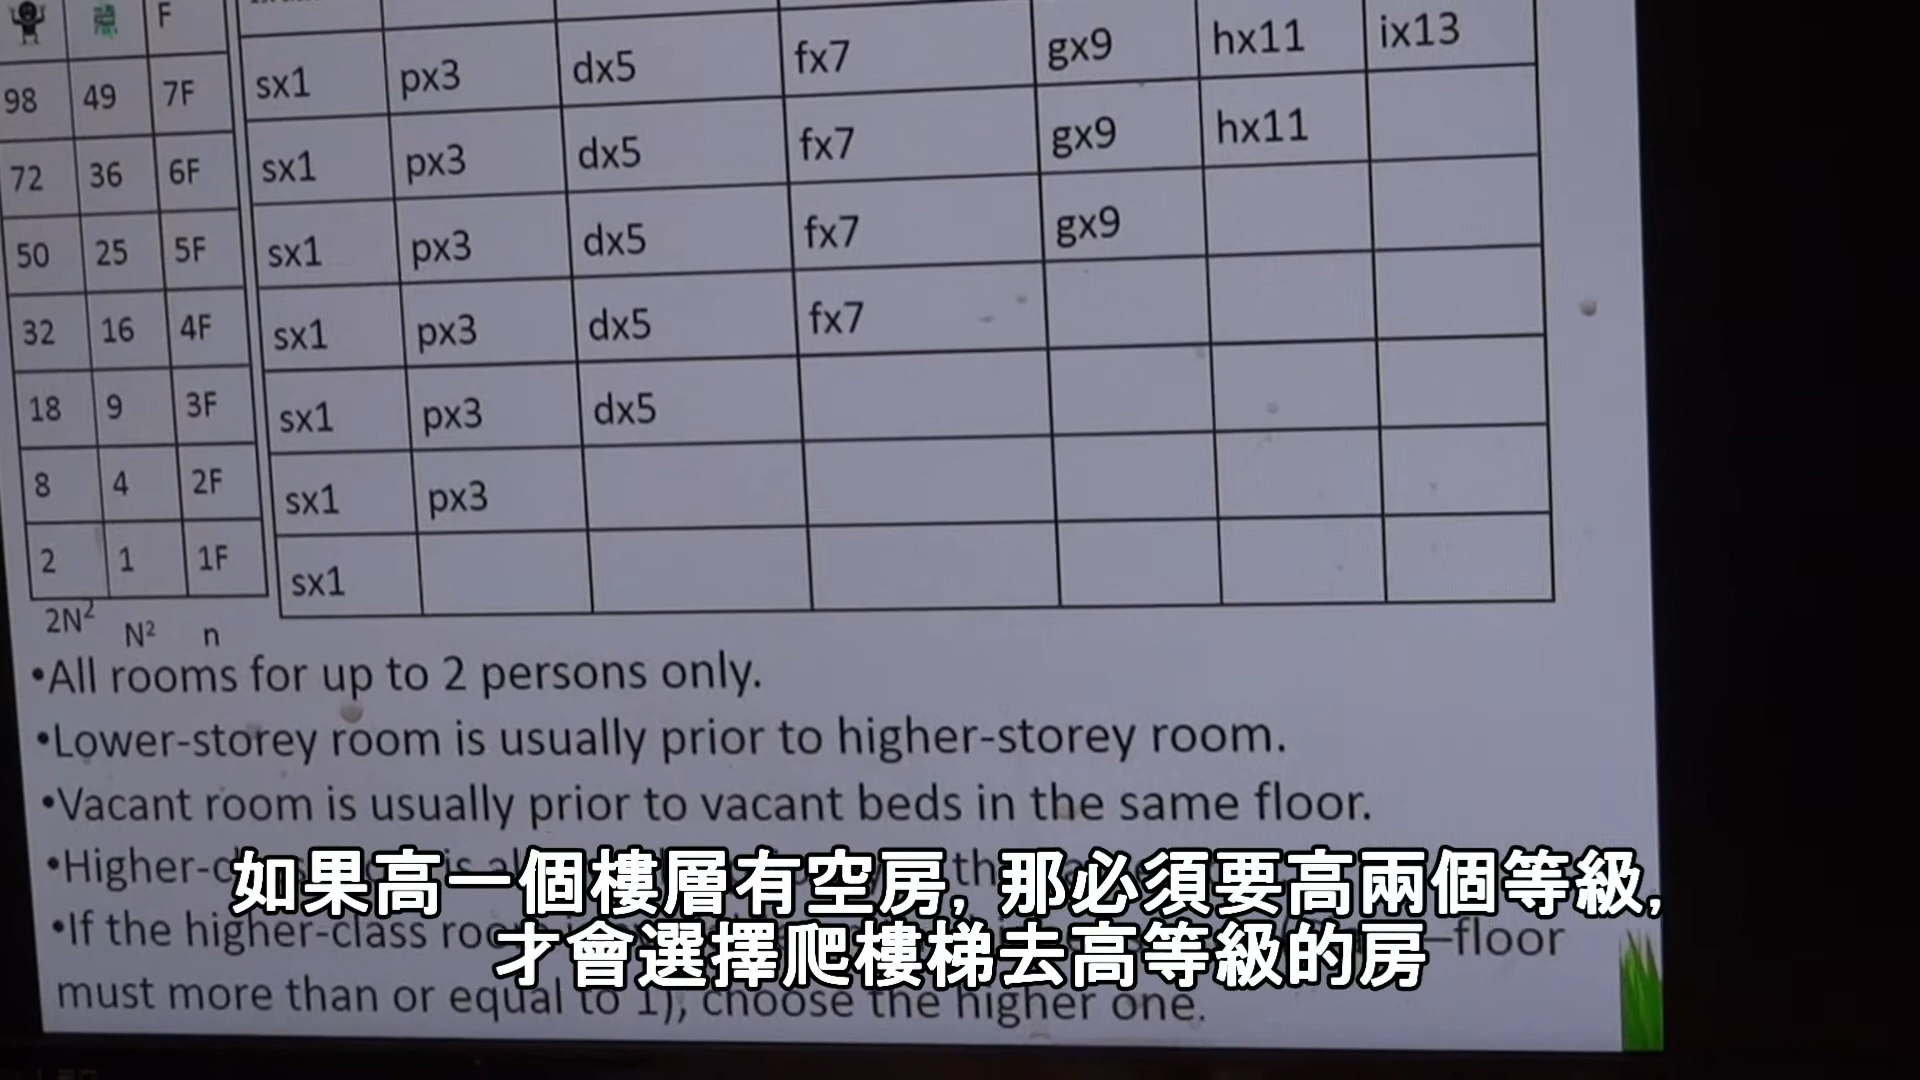 F
98 49 7F sx1 px3 dx5 fx7 gx9 hx11 ix13
72 36 6F sx1 px3 dx5 fx7 gx9 hx11
50 25 5F sx1 px3 dx5 fx7 gx9
32 16 4F sx1 px3 dx5 fx7
18 9 3F sx1 px3 dx5
8 4 2F sx1 px3
2 1 1F sx1
2N² N² n
•All rooms for up to 2 persons only.
•Lower-storey room is usually prior to higher-storey room.
•Vacant room is usually prior to vacant beds in the same floor.
•Higher-c
•If the higher-class floor
must more than or equal to 1), choose the higher one.
如果高一個樓層有空房, 那必須要高兩個等級,
才會選擇爬樓梯去高等級的房